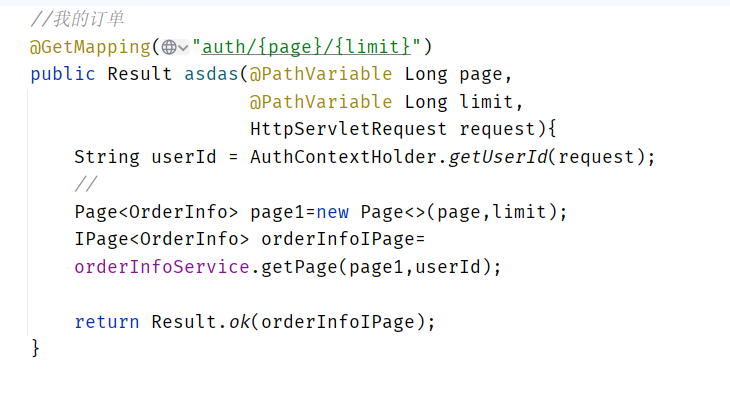 //我的订单
@GetMapping("auth/{page}/{limit}")
public Result asdas(@PathVariable Long page,
@PathVariable Long limit,
HttpServletRequest request){
String userId = AuthContextHolder.getUserId(request);
//
Page<OrderInfo> page1=new Page<>(page,limit);
IPage<OrderInfo> orderInfoIPage=
orderInfoService.getPage(page1,userId);
return Result.ok(orderInfoIPage);
}